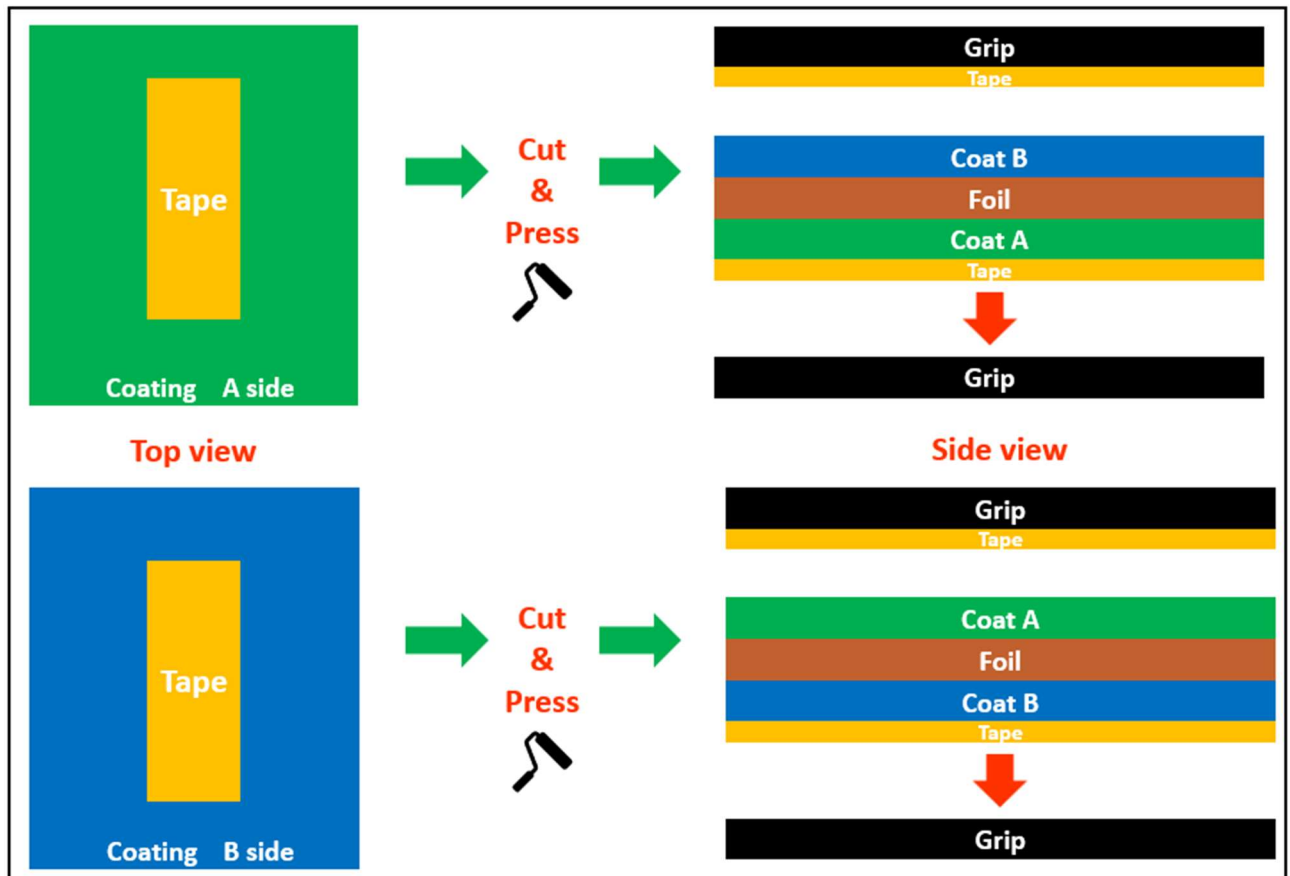 Tape
Coating A side
Cut
&
Press
Grip
Tape
Coat B
Foil
Coat A
Tape
Grip
Top view
Side view
Tape
Coating B side
Cut
&
Press
Grip
Tape
Coat A
Foil
Coat B
Tape
Grip